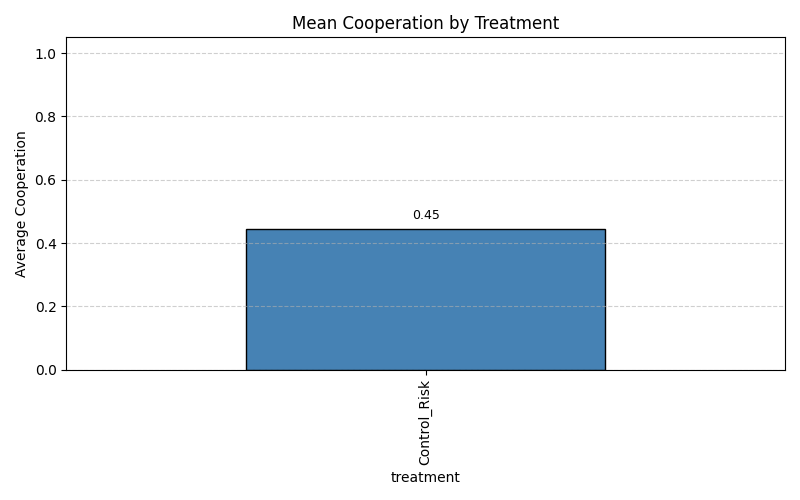 Mean Cooperation by Treatment
Average Cooperation
1.0
0.8
0.6
0.4
0.2
0.0
0.45
Control_Risk
treatment